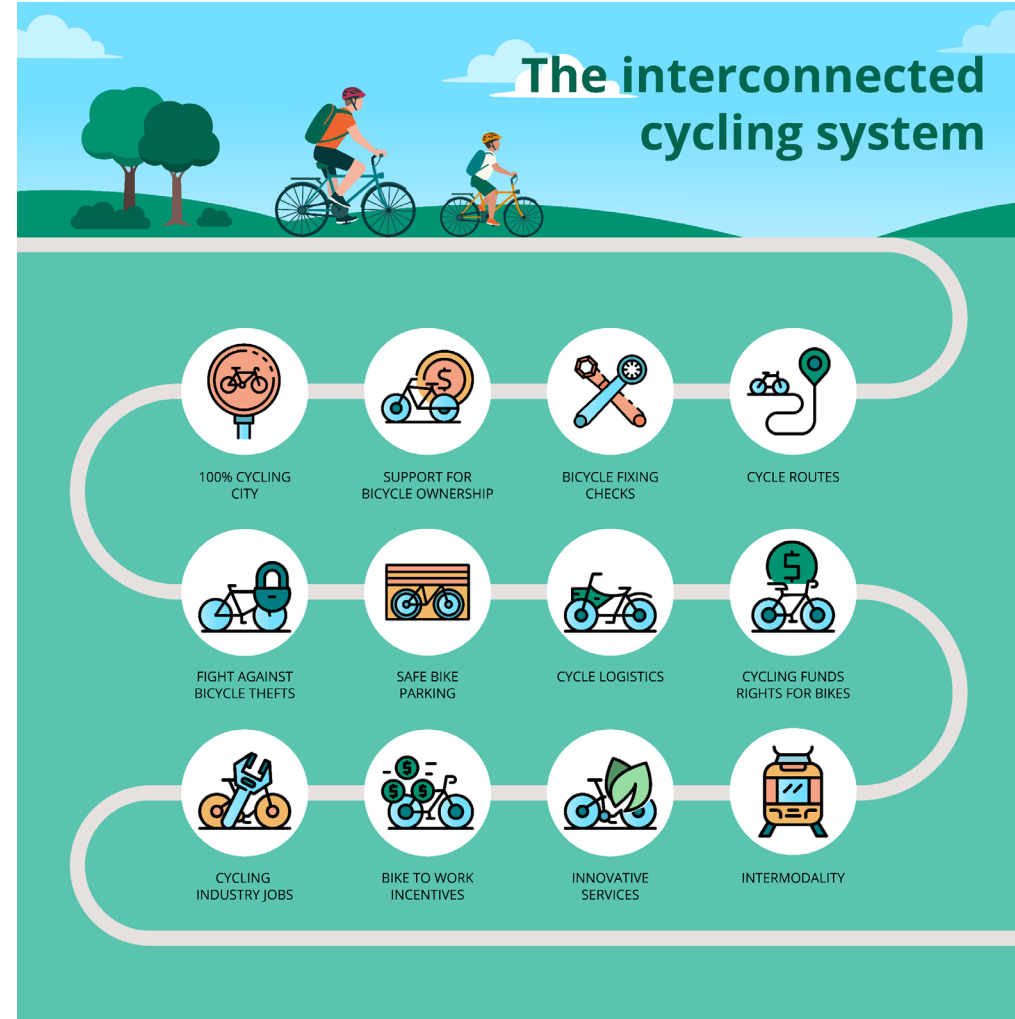 The interconnected
cycling system
100% CYCLING
CITY
SUPPORT FOR
BICYCLE OWNERSHIP
BICYCLE FIXING
CHECKS
CYCLE ROUTES
FIGHT AGAINST
BICYCLE THEFTS
SAFE BIKE
PARKING
CYCLE LOGISTICS
CYCLING FUNDS
RIGHTS FOR BIKES
CYCLING
INDUSTRY JOBS
BIKE TO WORK
INCENTIVES
INNOVATIVE
SERVICES
INTERMODALITY